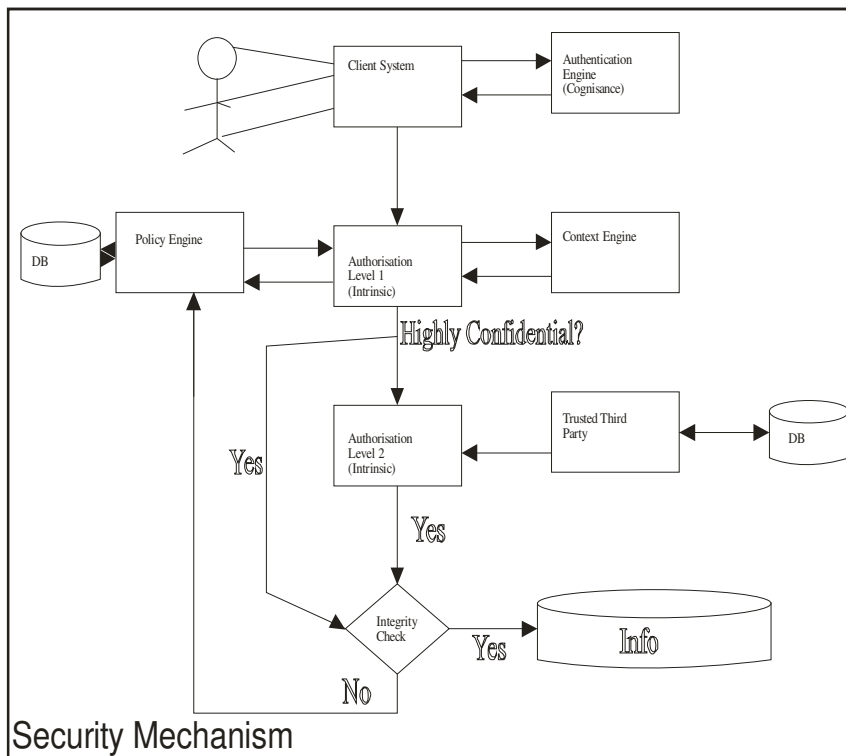 Client System
Authentication
Engine
(Cognisance)
DB
Policy Engine
Authorisation
Level 1
(Intrinsic)
Context Engine
Highly Confidential?
Authorisation
Level 2
(Intrinsic)
Trusted Third
Party
DB
Yes
Yes
Integrity
Check
Yes
Info
No
Security Mechanism